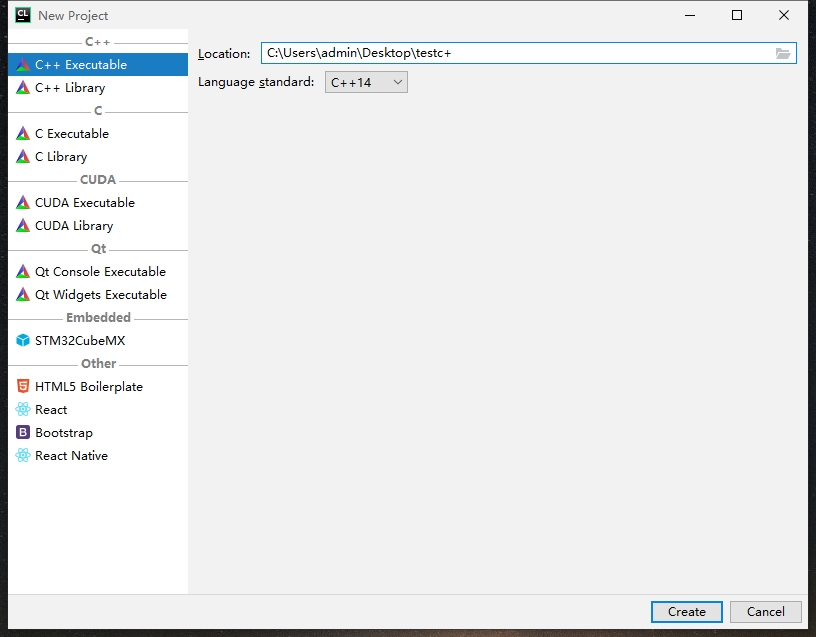 CL New Project
C++
C++ Executable
C++ Library
C
C Executable
C Library
CUDA
CUDA Executable
CUDA Library
Qt
Qt Console Executable
Qt Widgets Executable
Embedded
STM32CubeMX
Other
HTML5 Boilerplate
React
B Bootstrap
React Native
Location: C:\Users\admin\Desktop\testc+
Language standard: C++14
Create Cancel